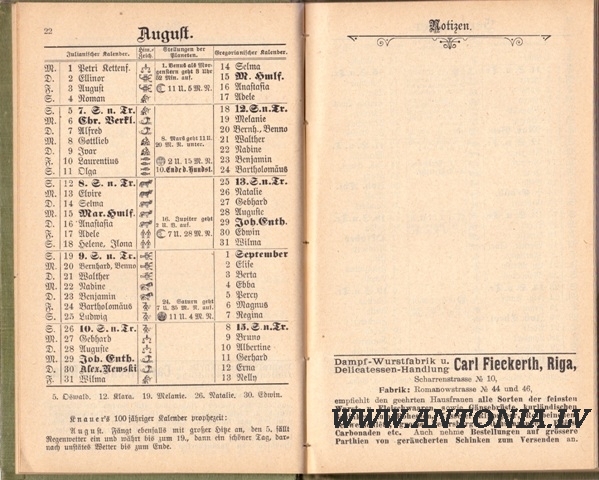 22
August.
Julianischer Kalender.
Stellungen der Planeten.
Gregorianischer Kalender.
M. 1 Petri Kettenf.
D. 2 Ellinor
F. 3 August
S. 4 Roman
S. 5 7. S. n. Tr.
M. 6 Chr. Verkl.
D. 7 Alfred
M. 8 Gottlieb
D. 9 Ivar
F. 10 Laurentius
S. 11 Olga
S. 12 8. S. n. Tr.
M. 13 Elvire
D. 14 Selma
M. 15 Mar. Hmlf.
D. 16 Anastasia
F. 17 Adele
S. 18 Helene, Ilona
S. 19 9. S. n. Tr.
M. 20 Bernhard, Benno
D. 21 Walther
M. 22 Nadine
D. 23 Benjamin
F. 24 Bartholomäus
S. 25 Ludwig
S. 26 10. S. n. Tr.
M. 27 Gebhard
D. 28 Auguste
M. 29 Joh. Enth.
D. 30 Alex. Newski
F. 31 Wilma
1. Venus als Morgenstern geht 3 Uhr 52 Min. auf.
11 U. 5 M. N.
8. Mars geht 11 U. 20 M. N. unter.
2 U. 15 M. N.
10. Ende d. Hundst.
16. Jupiter geht
7 U. 28 M. N.
24. Saturn geht
11 U. 4 M. N.
14 Selma
15 M. Hmlf.
16 Anastasia
17 Adele
18 12. S. n. Tr.
19 Melanie
20 Bernh., Benno
21 Walther
22 Nadine
23 Benjamin
24 Bartholomäus
25 13. S. n. Tr.
26 Natalie
27 Gebhard
28 Auguste
29 Joh. Enth.
30 Edwin
31 Wilma
1 September
2 Elise
3 Berta
4 Ebba
5 Percy
6 Magnus
7 Regina
8 15. S. n. Tr.
9 Bruno
10 Albertine
11 Gerhard
12 Erna
13 Nelly
5. Oswald. 12. Klara. 19. Melanie. 26. Natalie. 30. Edwin.
Knauer's 100 jähriger Kalender prophezeit:
August. Fängt ebenfalls mit großer Hitze an, den 5. fällt
Regenwetter ein und währt bis zum 19., dann ein schöner Tag, dar-
nach unstätes Wetter bis zum Ende.
Notizen.
Dampf-Wurstfabrik u.
Delicatessen-Handlung
Carl Fieckerth, Riga,
Scharrenstrasse № 10,
Fabrik: Romanowstrasse № 44 und 46,
empfielt den geehrten Hausfrauen alle Sorten der feinsten
Carbonaden etc. Auch nehme Bestellungen auf grössere
Parthien von geräucherten Schinken zum Versenden an.
WWW.ANTONIA.LV